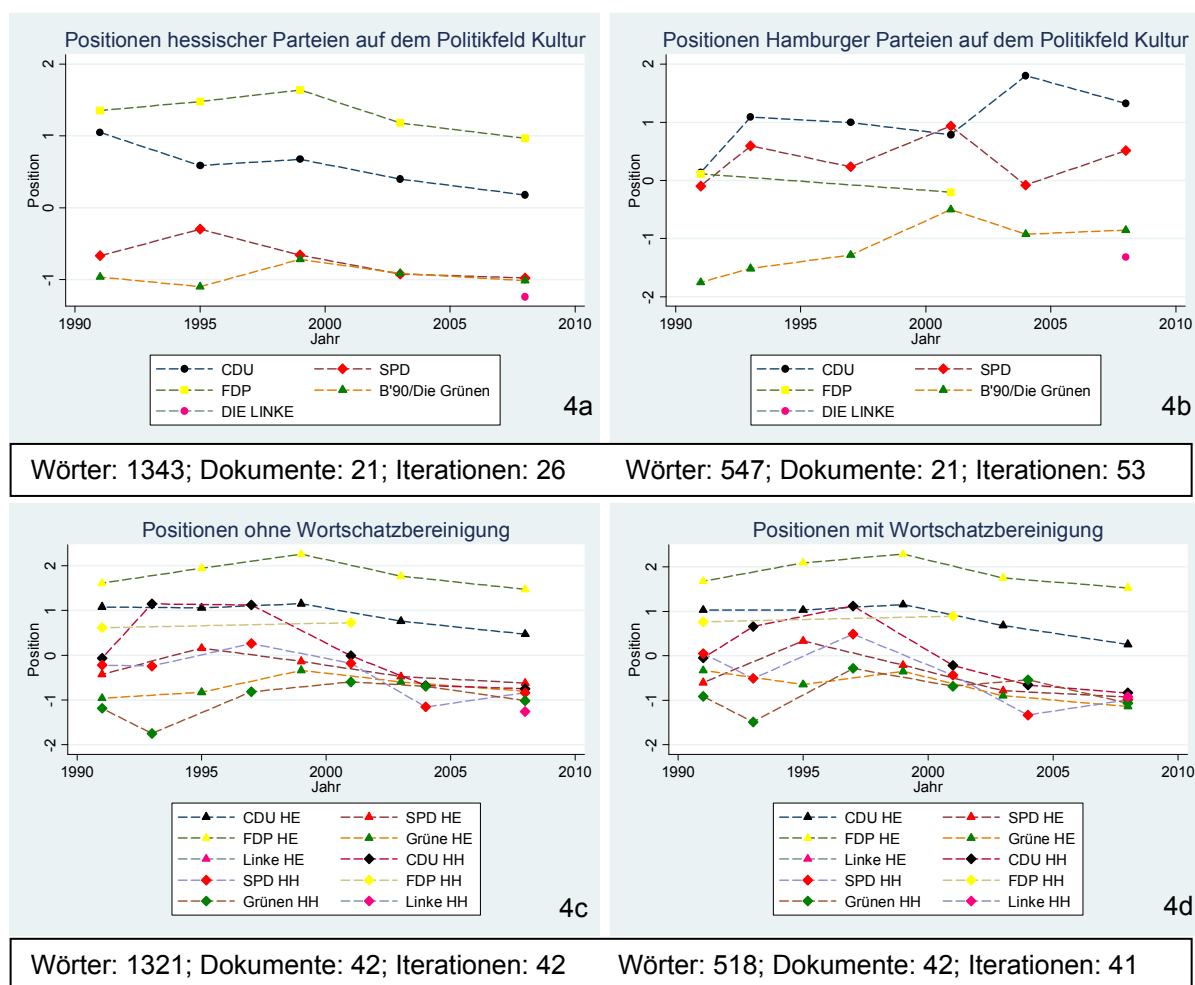 Positionen hessischer Parteien auf dem Politikfeld Kultur
2
1
0
-1
Position
1990 1995 2000 2005 2010
Jahr
CDU SPD
FDP B'90/Die Grünen
DIE LINKE
4a
Positionen Hamburger Parteien auf dem Politikfeld Kultur
2
1
0
-1
-2
Position
1990 1995 2000 2005 2010
Jahr
CDU SPD
FDP B'90/Die Grünen
DIE LINKE
4b
Wörter: 1343; Dokumente: 21; Iterationen: 26 Wörter: 547; Dokumente: 21; Iterationen: 53
Positionen ohne Wortschatzbereinigung
2
1
0
-1
-2
Position
1990 1995 2000 2005 2010
Jahr
CDU HE SPD HE
FDP HE Grüne HE
Linke HE CDU HH
SPD HH FDP HH
Grünen HH Linke HH
4c
Positionen mit Wortschatzbereinigung
2
1
0
-1
-2
Position
1990 1995 2000 2005 2010
Jahr
CDU HE SPD HE
FDP HE Grüne HE
Linke HE CDU HH
SPD HH FDP HH
Grünen HH Linke HH
4d
Wörter: 1321; Dokumente: 42; Iterationen: 42 Wörter: 518; Dokumente: 42; Iterationen: 41